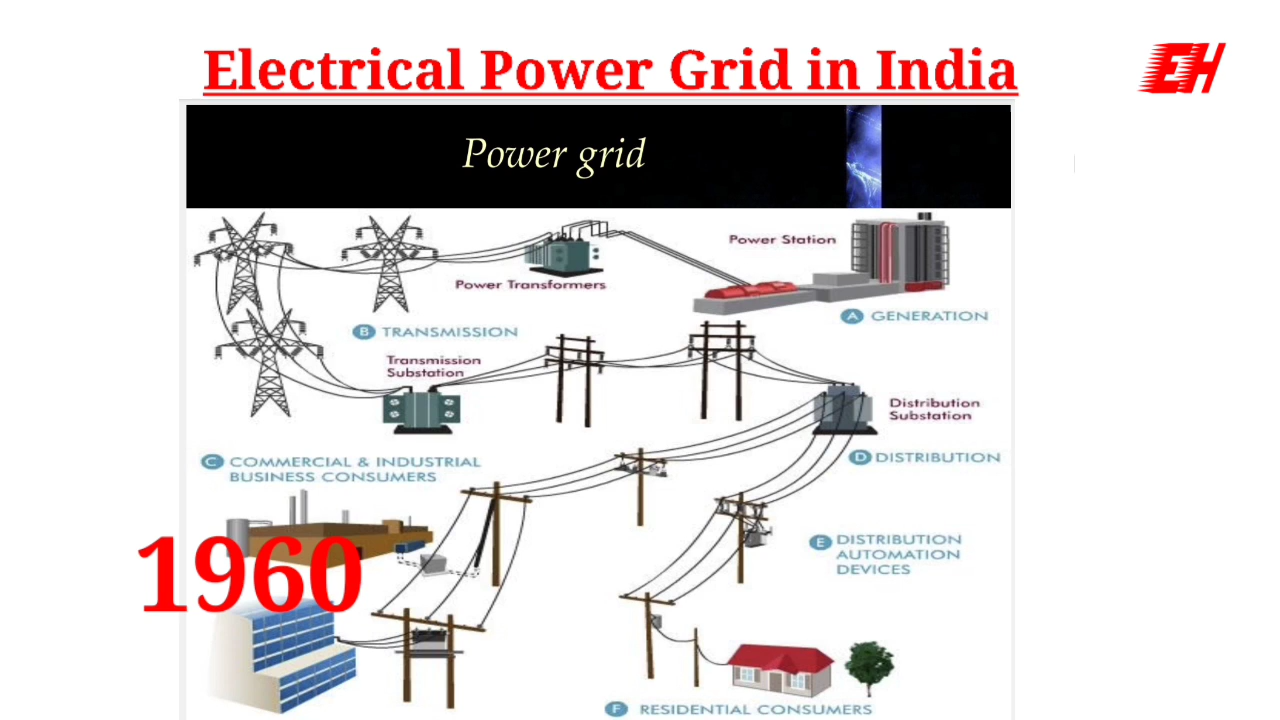 Electrical Power Grid in India
EH
Power grid
Power Station
Power Transformers
A GENERATION
B TRANSMISSION
Transmission
Substation
Distribution
Substation
C COMMERCIAL & INDUSTRIAL
BUSINESS CONSUMERS
D DISTRIBUTION
E DISTRIBUTION
AUTOMATION
DEVICES
1960
F RESIDENTIAL CONSUMERS